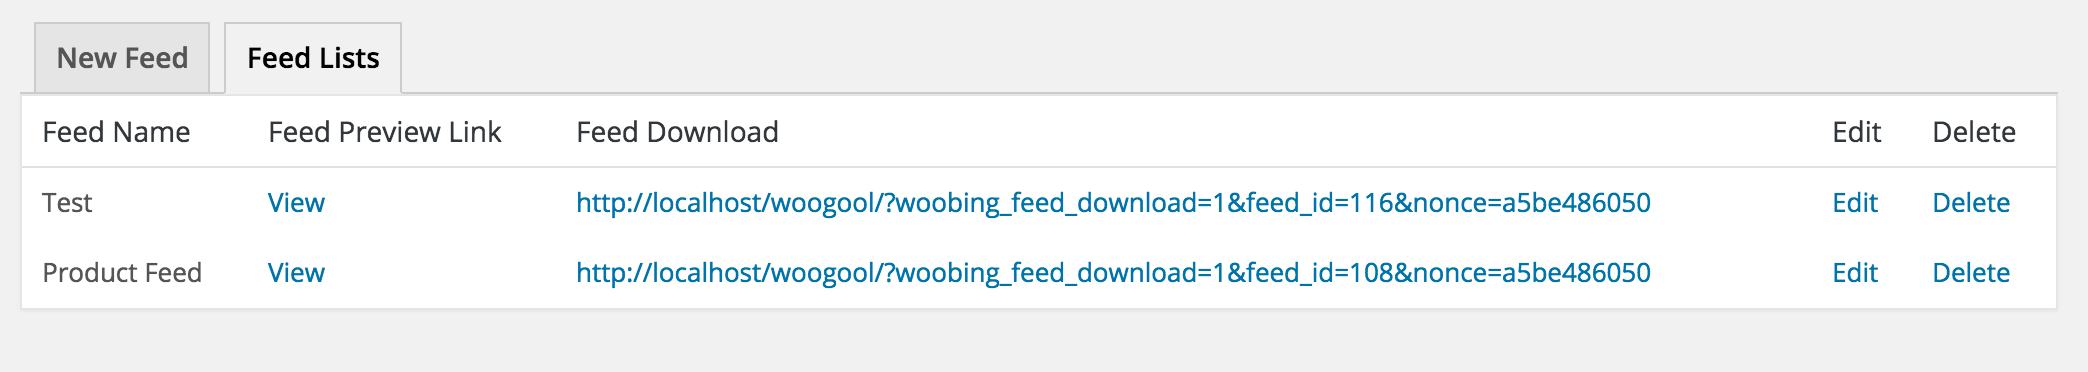 New Feed Feed Lists
Feed Name Feed Preview Link Feed Download Edit Delete
Test View http://localhost/woogool/?woobing_feed_download=1&feed_id=116&nonce=a5be486050 Edit Delete
Product Feed View http://localhost/woogool/?woobing_feed_download=1&feed_id=108&nonce=a5be486050 Edit Delete